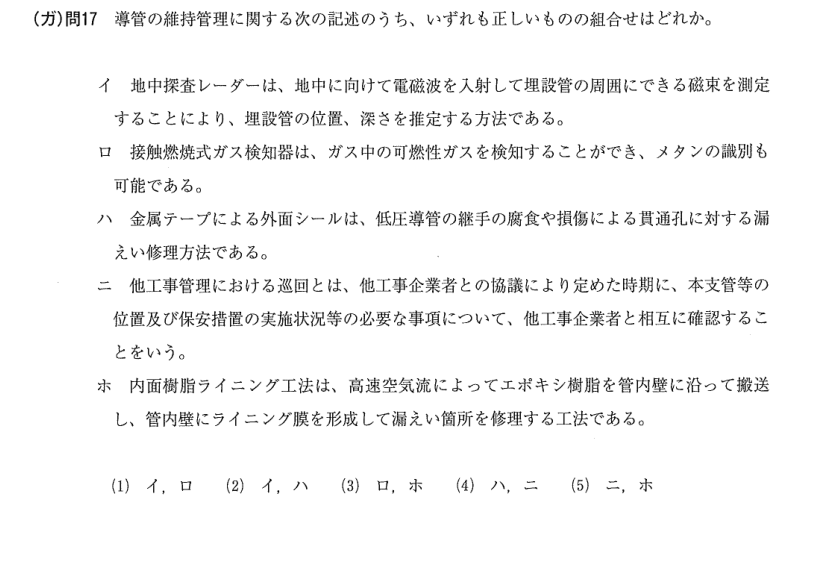 (ガ)問17 導管の維持管理に関する次の記述のうち、いずれも正しいものの組合せはどれか。
イ 地中探査レーダーは、地中に向けて電磁波を入射して埋設管の周囲にできる磁束を測定
することにより、埋設管の位置、深さを推定する方法である。
ロ 接触燃焼式ガス検知器は、ガス中の可燃性ガスを検知することができ、メタンの識別も
可能である。
ハ 金属テープによる外面シールは、低圧導管の継手の腐食や損傷による貫通孔に対する漏
えい修理方法である。
ニ 他工事管理における巡回とは、他工事企業者との協議により定めた時期に、本支管等の
位置及び保安措置の実施状況等の必要な事項について、他工事企業者と相互に確認するこ
とをいう。
ホ 内面樹脂ライニング工法は、高速空気流によってエポキシ樹脂を管内壁に沿って搬送
し、管内壁にライニング膜を形成して漏えい箇所を修理する工法である。
(1) イ, ロ (2) イ, ハ (3) ロ, ホ (4) ハ, ニ (5) ニ, ホ